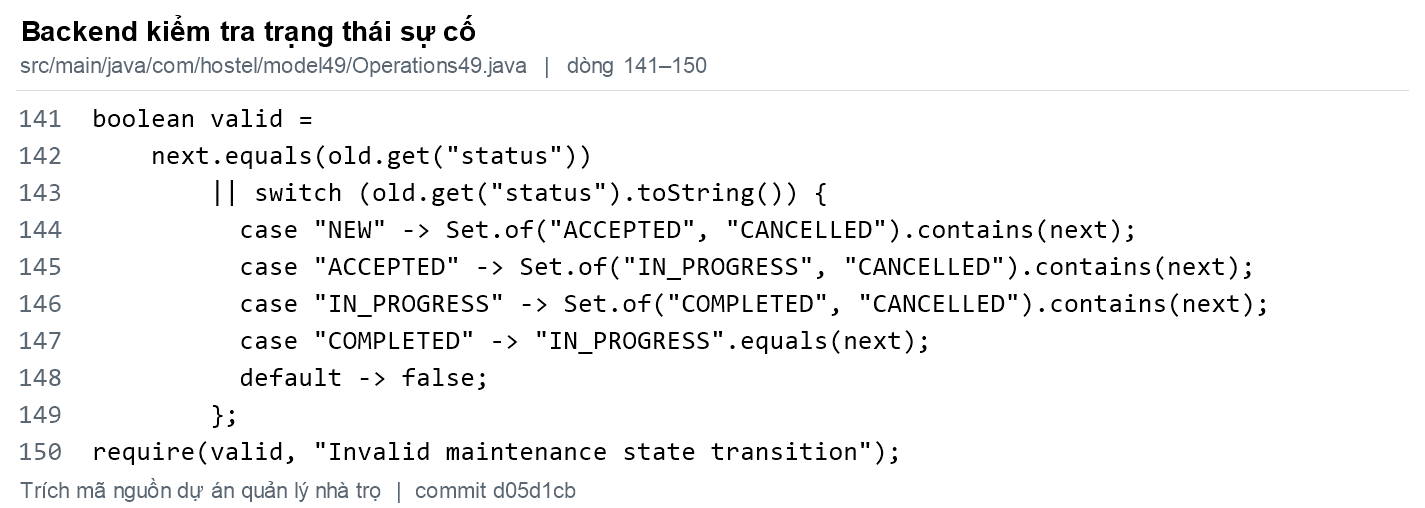 Backend kiểm tra trạng thái sự cố
src/main/java/com/hostel/model49/Operations49.java | dòng 141–150
141 boolean valid =
142 next.equals(old.get("status"))
143 || switch (old.get("status").toString()) {
144 case "NEW" -> Set.of("ACCEPTED", "CANCELLED").contains(next);
145 case "ACCEPTED" -> Set.of("IN_PROGRESS", "CANCELLED").contains(next);
146 case "IN_PROGRESS" -> Set.of("COMPLETED", "CANCELLED").contains(next);
147 case "COMPLETED" -> "IN_PROGRESS".equals(next);
148 default -> false;
149 };
150 require(valid, "Invalid maintenance state transition");
Trích mã nguồn dự án quản lý nhà trọ | commit d05d1cb